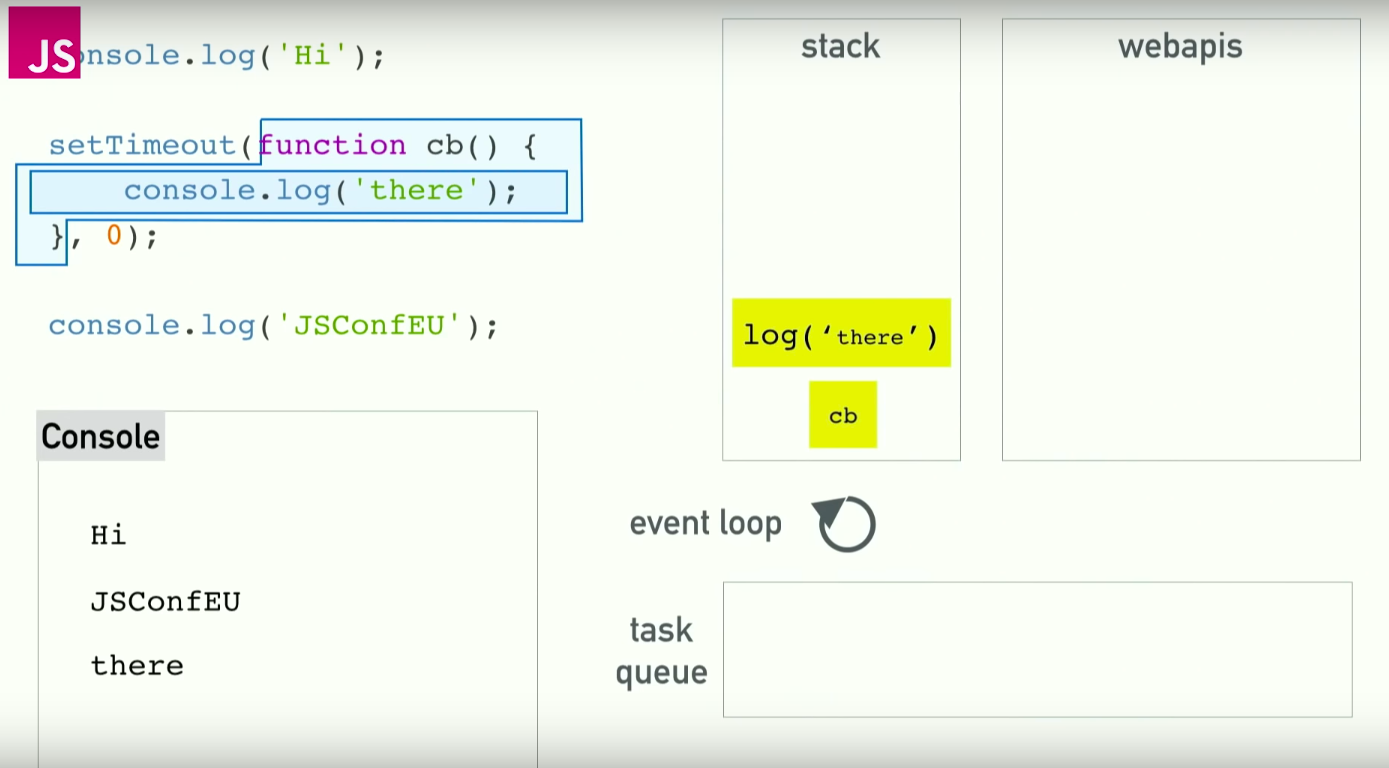 JS
onsole.log('Hi');
setTimeout(function cb() {
console.log('there');
}, 0);
console.log('JSConfEU');
Console
Hi
JSConfEU
there
stack
log(‘there’)
cb
webapis
event loop
task
queue